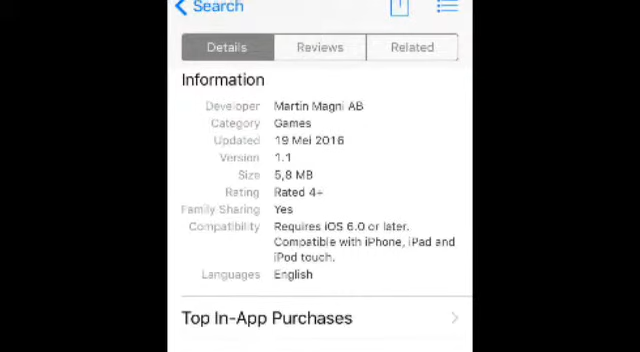 Search
Details Reviews Related
Information
Developer Martin Magni AB
Category Games
Updated 19 Mei 2016
Version 1.1
Size 5,8 MB
Rating Rated 4+
Family Sharing Yes
Compatibility Requires iOS 6.0 or later.
Compatible with iPhone, iPad and
iPod touch.
Languages English
Top In-App Purchases